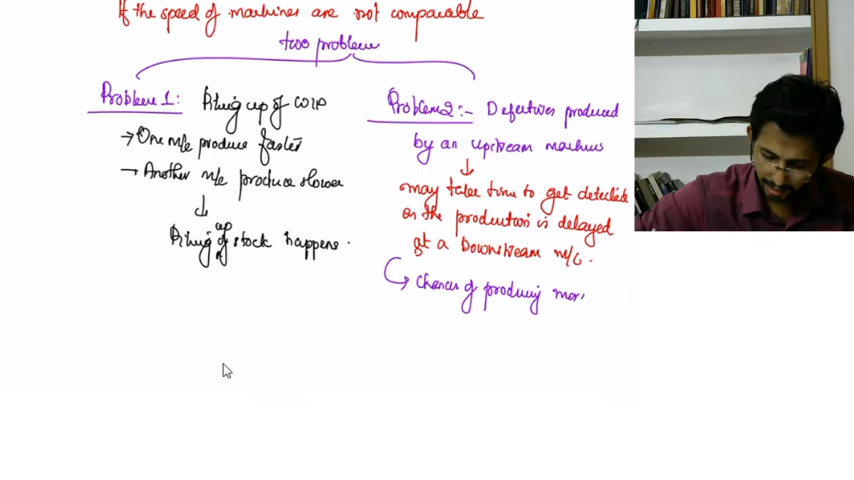 If the speed of machines are not comparable
two problem
Problem 1: Piling up of WIP
→ One m/c produce faster
→ Another m/c produce slower
↓
Piling up of stock happens.
Problem 2:- Defectives produced
by an upstream machine
↓
may take time to get detected
as the production is delayed
at a Downstream m/c.
↳ chances of producing mor